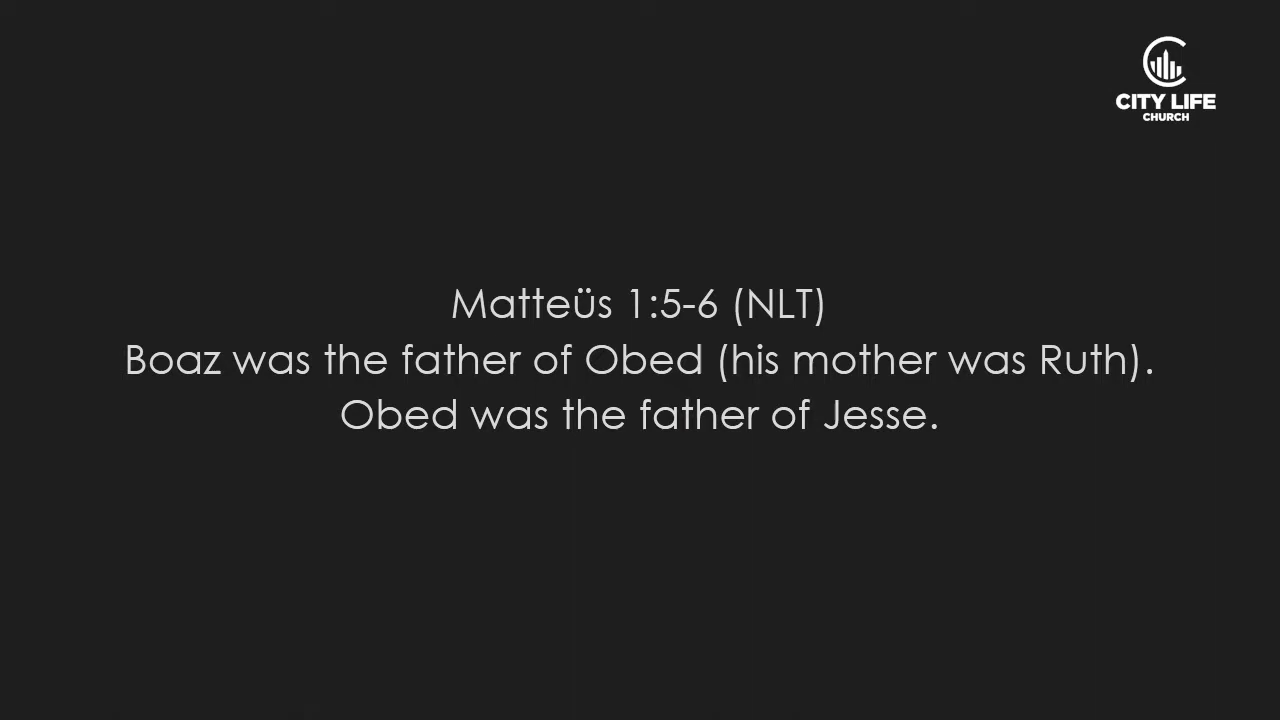 CITY LIFE
CHURCH
Matteüs 1:5-6 (NLT)
Boaz was the father of Obed (his mother was Ruth).
Obed was the father of Jesse.